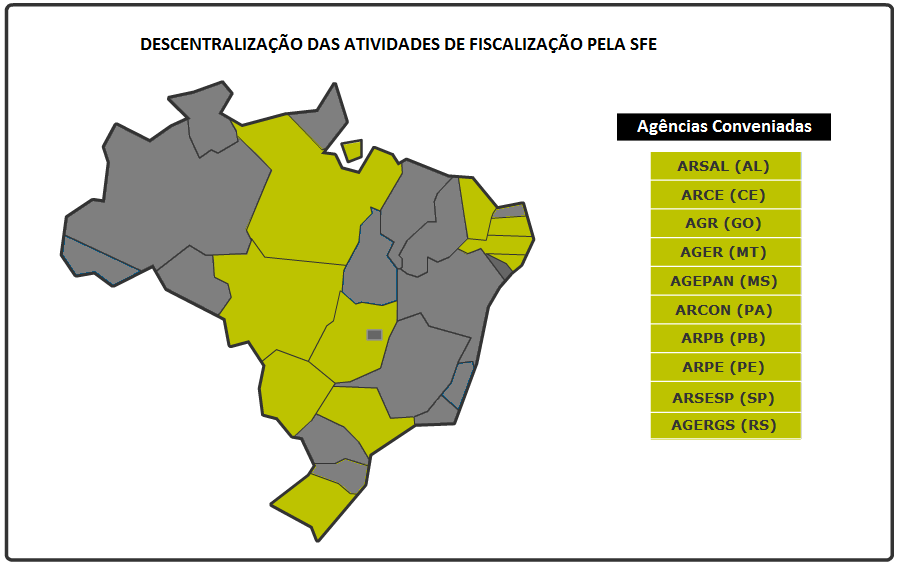 DESCENTRALIZAÇÃO DAS ATIVIDADES DE FISCALIZAÇÃO PELA SFE
Agências Conveniadas
ARSAL (AL)
ARCE (CE)
AGR (GO)
AGER (MT)
AGEPAN (MS)
ARCON (PA)
ARPB (PB)
ARPE (PE)
ARSESP (SP)
AGERGS (RS)